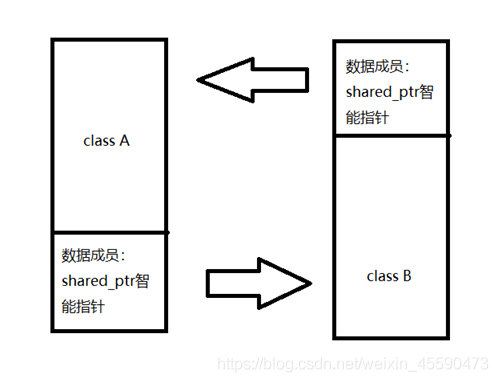 class A
数据成员：
shared_ptr智
能指针
数据成员：
shared_ptr智
能指针
class B
https://blog.csdn.net/weixin_45590473